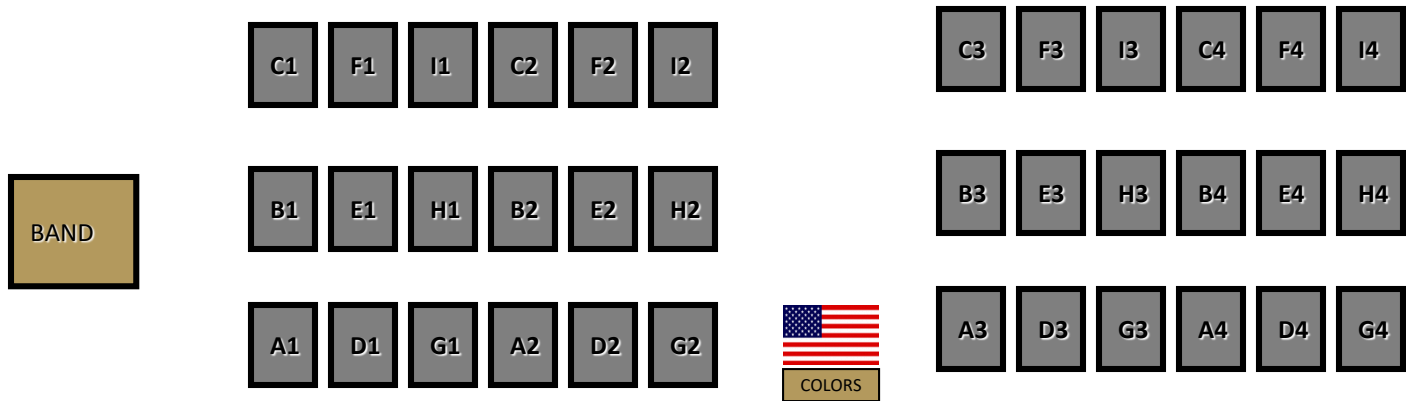 C1 F1 I1 C2 F2 I2
C3 F3 I3 C4 F4 I4
BAND
B1 E1 H1 B2 E2 H2
B3 E3 H3 B4 E4 H4
A1 D1 G1 A2 D2 G2
COLORS
A3 D3 G3 A4 D4 G4